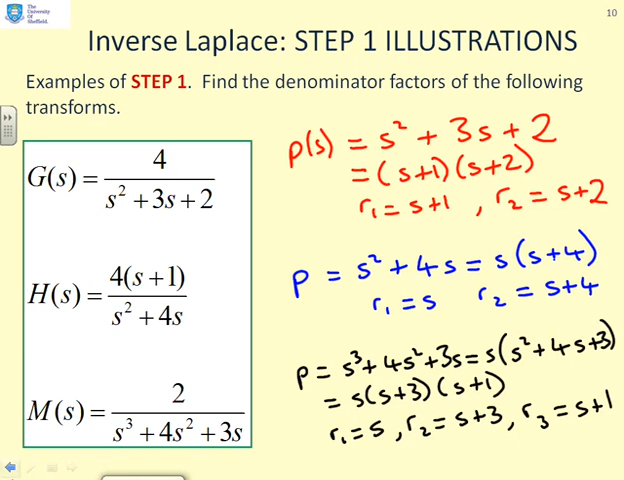 The
University
Of
Sheffield.
10
Inverse Laplace: STEP 1 ILLUSTRATIONS
Examples of STEP 1. Find the denominator factors of the following
transforms.
G(s) = 4 / (s² + 3s + 2)
p(s) = s² + 3s + 2
= (s+1) (s+2)
r₁ = s+1 , r₂ = s+2
H(s) = 4(s + 1) / (s² + 4s)
p = s² + 4s = s(s+4)
r₁ = s r₂ = s+4
M(s) = 2 / (s³ + 4s² + 3s)
p = s³ + 4s² + 3s = s(s² + 4s+3)
= s(s+3) (s+1)
r₁ = s , r₂ = s+3, r₃ = s+1